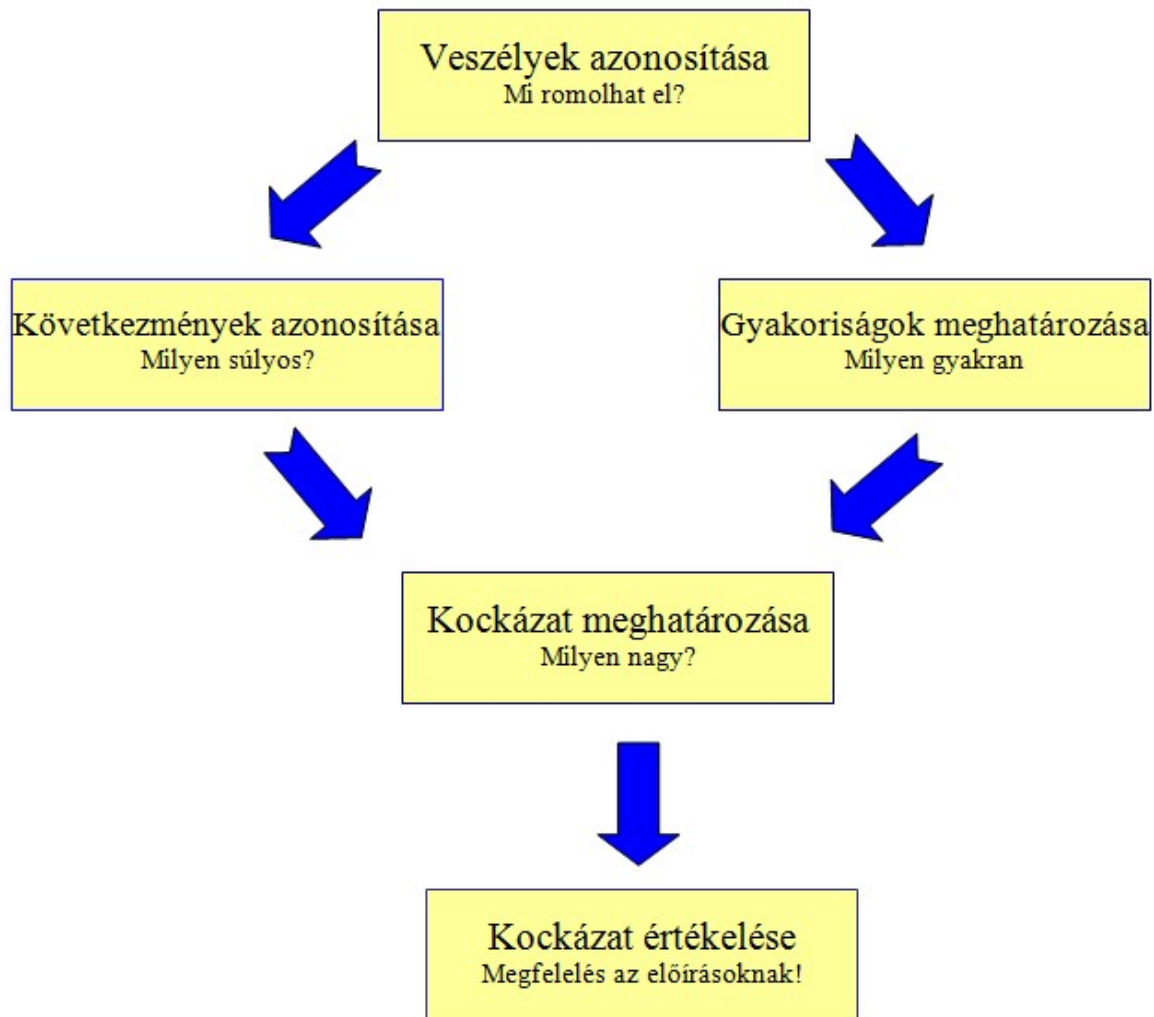 Veszélyek azonosítása
Mi romolhat el?
Következmények azonosítása
Milyen súlyos?
Gyakoriságok meghatározása
Milyen gyakran
Kockázat meghatározása
Milyen nagy?
Kockázat értékelése
Megfelelés az előírásoknak!